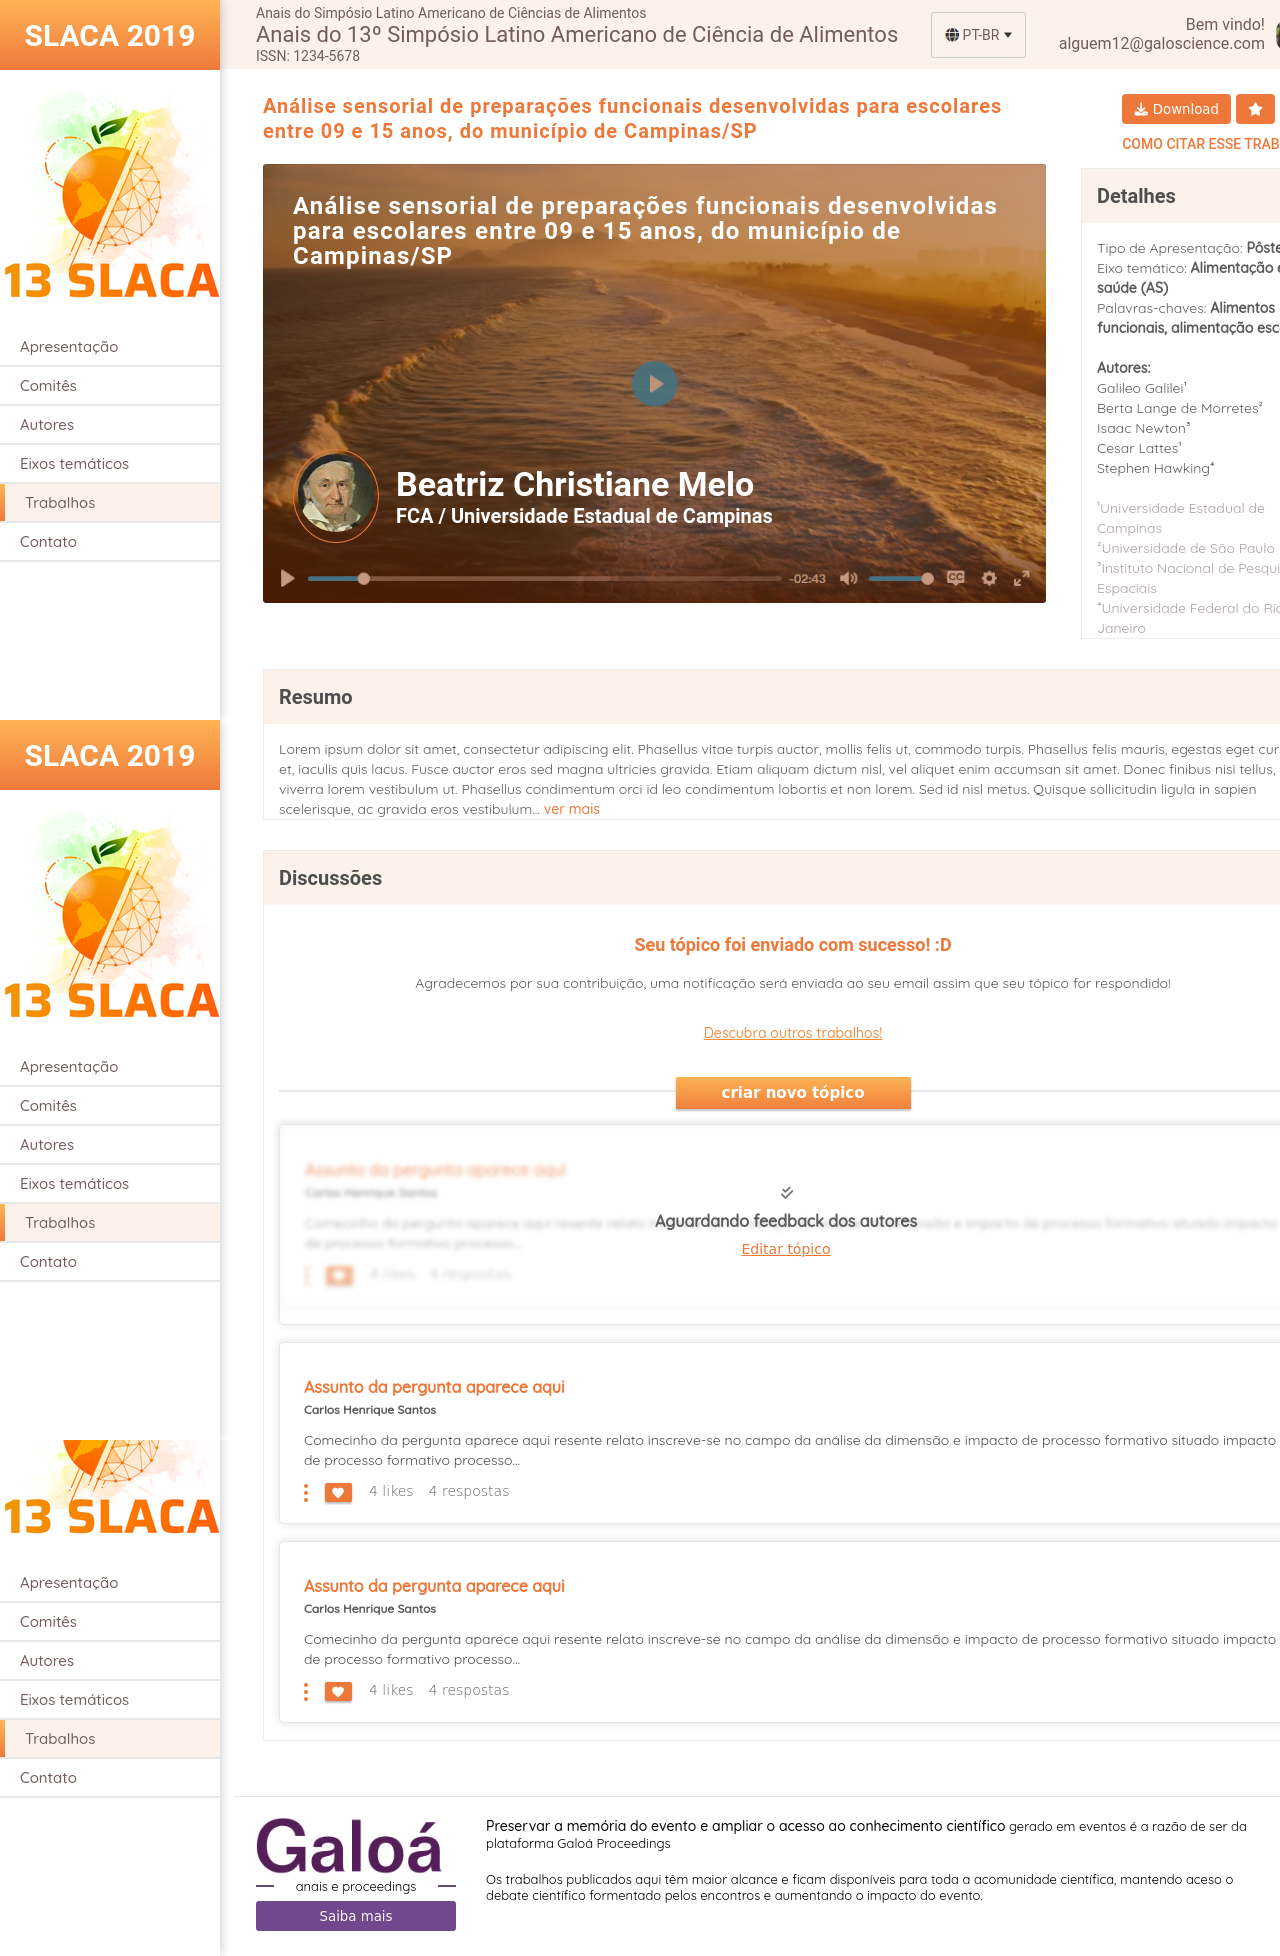 SLACA 2019
13 SLACA
Apresentação
Comitês
Autores
Eixos temáticos
Trabalhos
Contato
SLACA 2019
13 SLACA
Apresentação
Comitês
Autores
Eixos temáticos
Trabalhos
Contato
13 SLACA
Apresentação
Comitês
Autores
Eixos temáticos
Trabalhos
Contato
Anais do Simpósio Latino Americano de Ciências de Alimentos
Anais do 13º Simpósio Latino Americano de Ciência de Alimentos
ISSN: 1234-5678
PT-BR
Bem vindo!
alguem12@galoscience.com
Análise sensorial de preparações funcionais desenvolvidas para escolares
entre 09 e 15 anos, do município de Campinas/SP
Download
COMO CITAR ESSE TRAB
Análise sensorial de preparações funcionais desenvolvidas
para escolares entre 09 e 15 anos, do município de
Campinas/SP
Beatriz Christiane Melo
FCA / Universidade Estadual de Campinas
-02:43
CC
Detalhes
Tipo de Apresentação: Pôste
Eixo temático: Alimentação e
saúde (AS)
Palavras-chaves: Alimentos
funcionais, alimentação esc
Autores:
Galileo Galilei¹
Berta Lange de Morretes²
Isaac Newton³
Cesar Lattes¹
Stephen Hawking⁴
¹Universidade Estadual de
Campinas
²Universidade de São Paulo
³Instituto Nacional de Pesqui
Espaciais
⁴Universidade Federal do Rio
Janeiro
Resumo
Lorem ipsum dolor sit amet, consectetur adipiscing elit. Phasellus vitae turpis auctor, mollis felis ut, commodo turpis. Phasellus felis mauris, egestas eget cur
et, iaculis quis lacus. Fusce auctor eros sed magna ultricies gravida. Etiam aliquam dictum nisl, vel aliquet enim accumsan sit amet. Donec finibus nisi tellus,
viverra lorem vestibulum ut. Phasellus condimentum orci id leo condimentum lobortis et non lorem. Sed id nisl metus. Quisque sollicitudin ligula in sapien
scelerisque, ac gravida eros vestibulum... ver mais
Discussões
Seu tópico foi enviado com sucesso! :D
Agradecemos por sua contribuição, uma notificação será enviada ao seu email assim que seu tópico for respondido!
Descubra outros trabalhos!
criar novo tópico
Assunto da pergunta aparece aqui
Carlos Henrique Santos
Comecinho da pergunta aparece aqui resente relato e impacto de processo formativo situado impacto
de processo formativo processo...
4 likes 4 respostas
Aguardando feedback dos autores
Editar tópico
Assunto da pergunta aparece aqui
Carlos Henrique Santos
Comecinho da pergunta aparece aqui resente relato inscreve-se no campo da análise da dimensão e impacto de processo formativo situado impacto
de processo formativo processo...
4 likes 4 respostas
Assunto da pergunta aparece aqui
Carlos Henrique Santos
Comecinho da pergunta aparece aqui resente relato inscreve-se no campo da análise da dimensão e impacto de processo formativo situado impacto
de processo formativo processo...
4 likes 4 respostas
Galoá
anais e proceedings
Saiba mais
Preservar a memória do evento e ampliar o acesso ao conhecimento científico gerado em eventos é a razão de ser da
plataforma Galoá Proceedings
Os trabalhos publicados aqui têm maior alcance e ficam disponíveis para toda a acomunidade científica, mantendo aceso o
debate científico formentado pelos encontros e aumentando o impacto do evento.